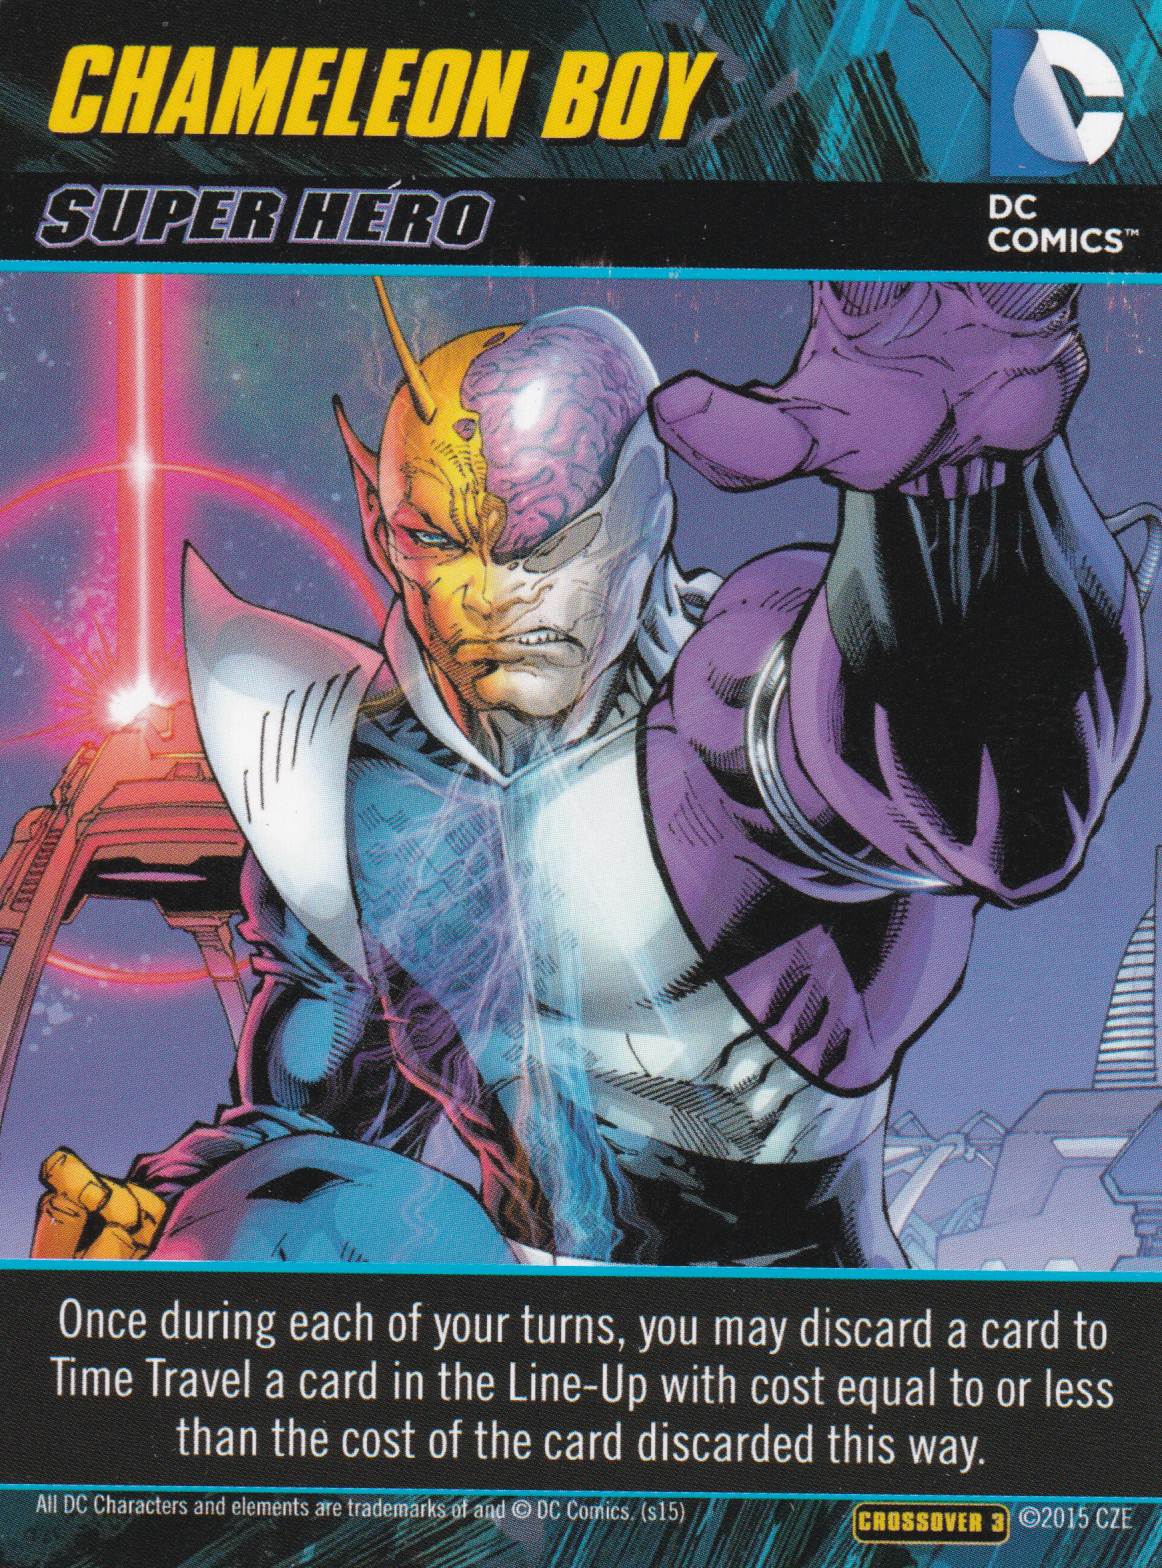 CHAMELEON BOY
SUPER HÉRO
DC
COMICS™
Once during each of your turns, you may discard a card to
Time Travel a card in the Line-Up with cost equal to or less
than the cost of the card discarded this way.
All DC Characters and elements are trademarks of and © DC Comics. (s15)
CROSSOVER 3
©2015 CZE